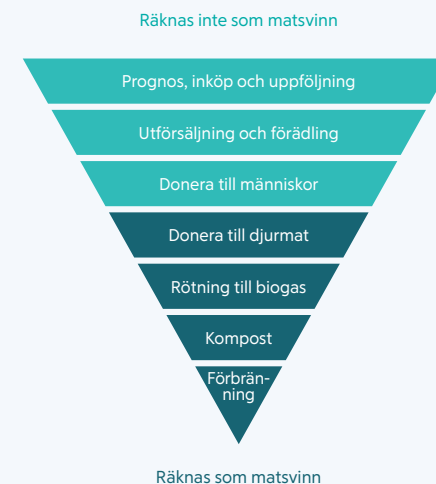 Räknas inte som matsvinn
Prognos, inköp och uppföljning
Utförsäljning och förädling
Donera till människor
Donera till djurmat
Rötning till biogas
Kompost
Förbrän-
ning
Räknas som matsvinn